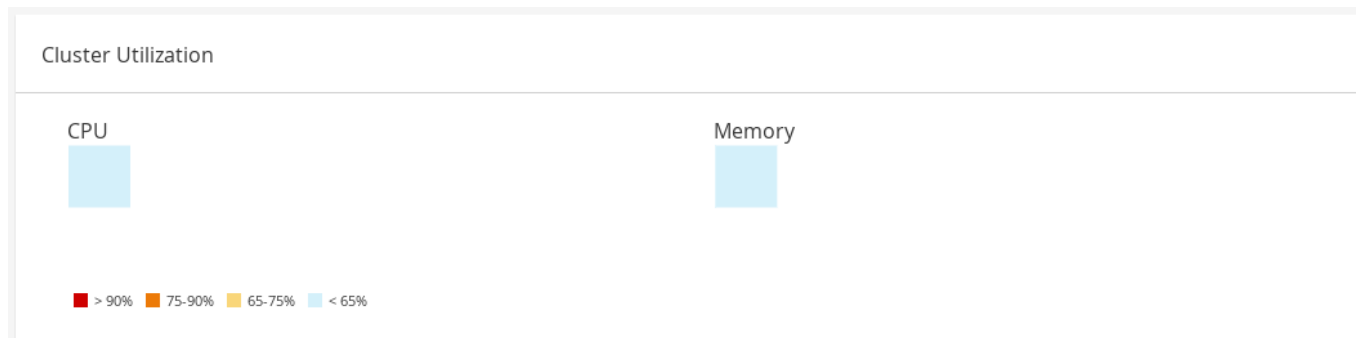 Cluster Utilization
CPU
Memory
> 90% 75-90% 65-75% < 65%